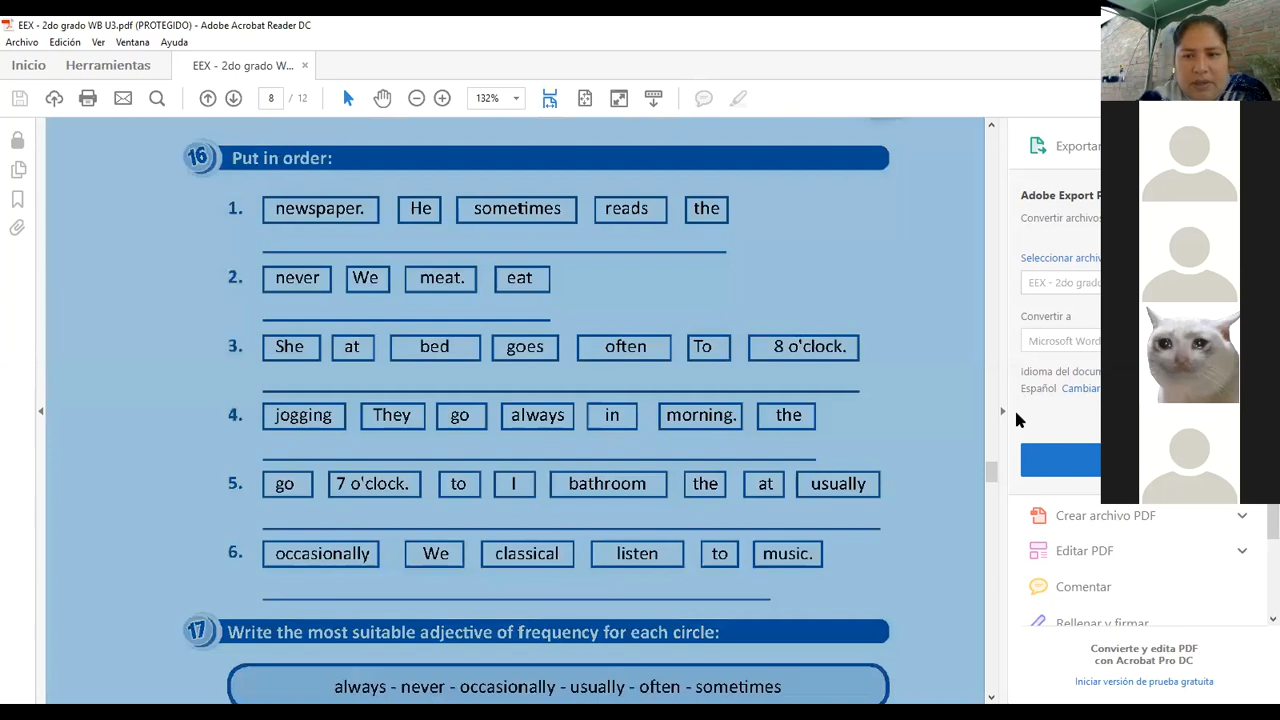 EEX - 2do grado WB U3.pdf (PROTEGIDO) - Adobe Acrobat Reader DC
Archivo Edición Ver Ventana Ayuda
Inicio Herramientas EEX - 2do grado W... ×
8 / 12 132%
16 Put in order:
1. newspaper. He sometimes reads the
2. never We meat. eat
3. She at bed goes often To 8 o'clock.
4. jogging They go always in morning. the
5. go 7 o'clock. to I bathroom the at usually
6. occasionally We classical listen to music.
17 Write the most suitable adjective of frequency for each circle:
always - never - occasionally - usually - often - sometimes
Exportar
Adobe Export
Convertir archivos
Seleccionar archiv
EEX - 2do grado
Convertir a
Microsoft Word
Idioma del docum
Español Cambiar
Crear archivo PDF
Editar PDF
Comentar
Rellenar y firmar
Convierte y edita PDF
con Acrobat Pro DC
Iniciar versión de prueba gratuita